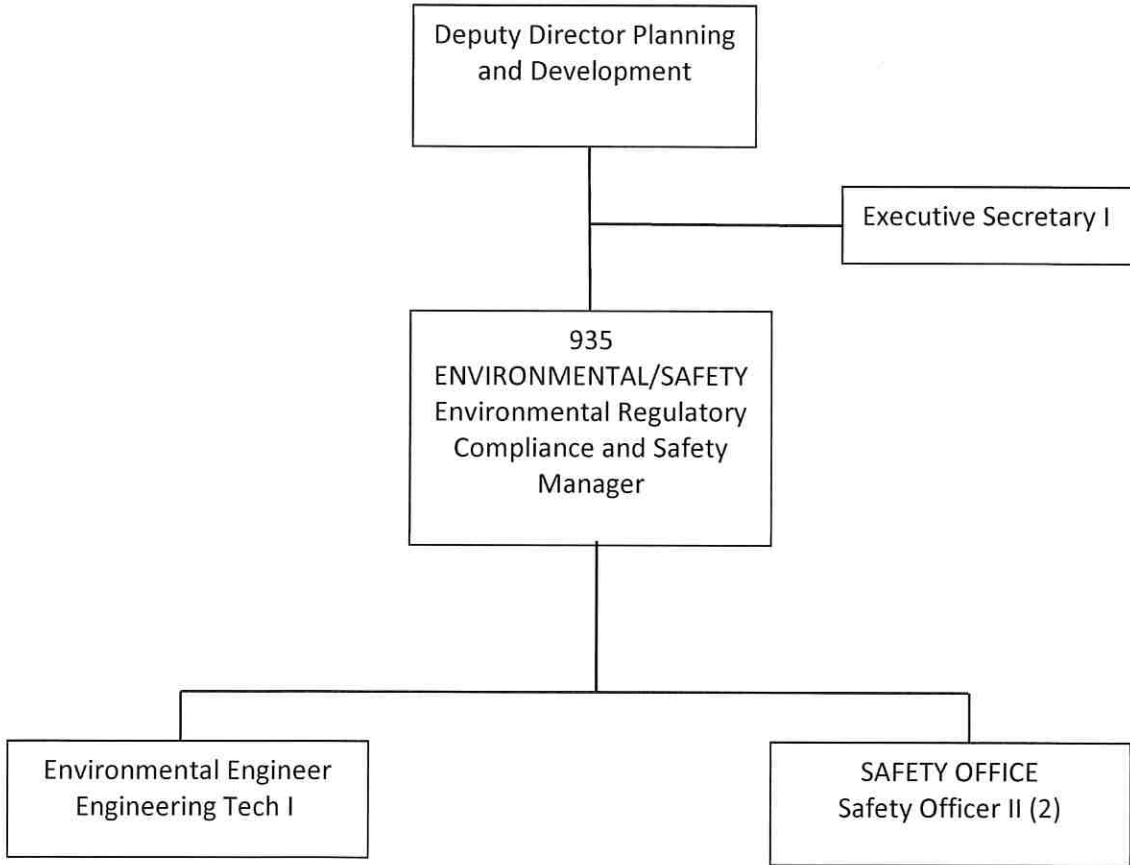 Deputy Director Planning
and Development
Executive Secretary I
935
ENVIRONMENTAL/SAFETY
Environmental Regulatory
Compliance and Safety
Manager
Environmental Engineer
Engineering Tech I
SAFETY OFFICE
Safety Officer II (2)